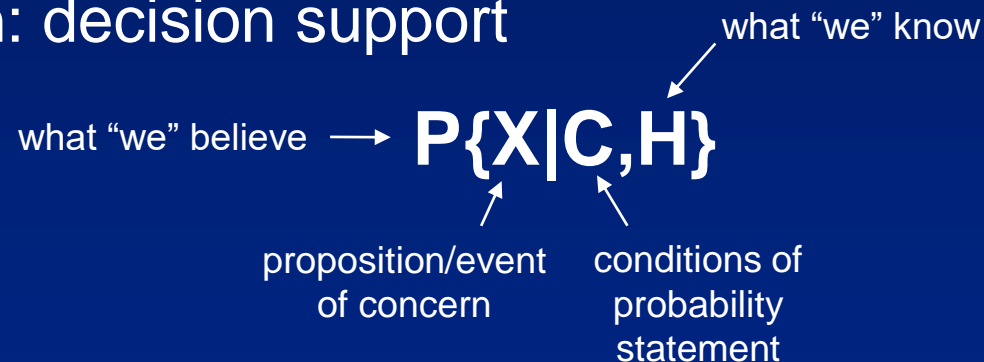 : decision support
what “we” know
what “we” believe
P{X|C,H}
proposition/event
of concern
conditions of
probability
statement